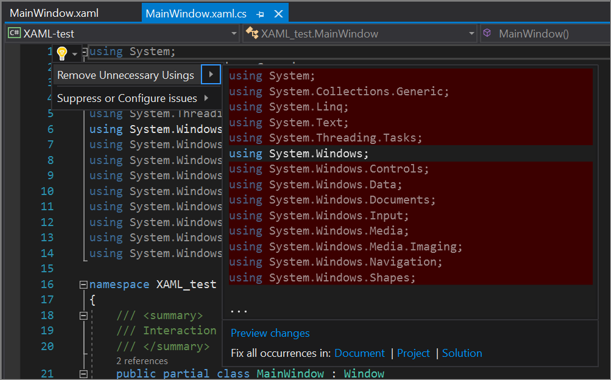 MainWindow.xaml
MainWindow.xaml.cs
C# XAML-test
XAML_test.MainWindow
MainWindow()
1 using System;
Remove Unnecessary Usings
Suppress or Configure issues
using System;
using System.Collections.Generic;
using System.Linq;
using System.Text;
using System.Threading.Tasks;
using System.Windows;
using System.Windows.Controls;
using System.Windows.Data;
using System.Windows.Documents;
using System.Windows.Input;
using System.Windows.Media;
using System.Windows.Media.Imaging;
using System.Windows.Navigation;
using System.Windows.Shapes;
...
Preview changes
Fix all occurrences in: Document | Project | Solution
2
3
4
5 using System.Threadi
6 using System.Windows
7 using System.Windows
8 using System.Windows
9 using System.Windows
10 using System.Windows
11 using System.Windows
12 using System.Windows
13 using System.Windows
14 using System.Windows
15
16 namespace XAML_test
17 {
18 /// <summary>
19 /// Interaction
20 /// </summary>
2 references
21 public partial class MainWindow : Window